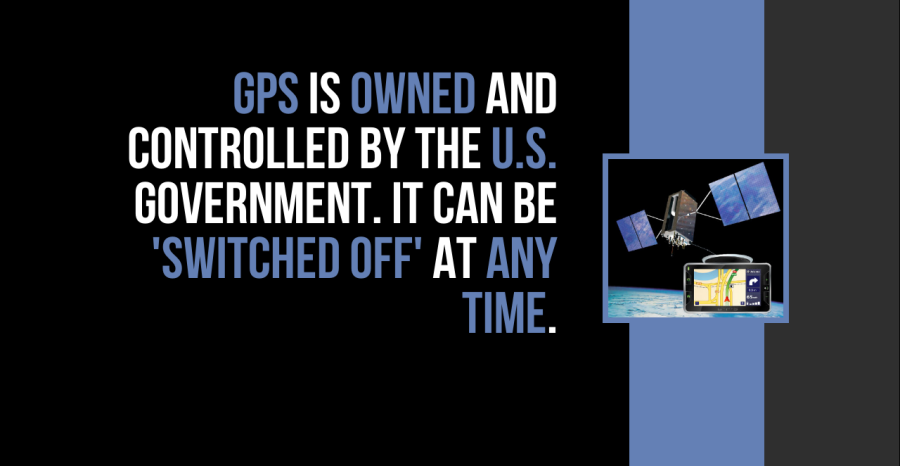 GPS IS OWNED AND
CONTROLLED BY THE U.S.
GOVERNMENT. IT CAN BE
'SWITCHED OFF' AT ANY
TIME.